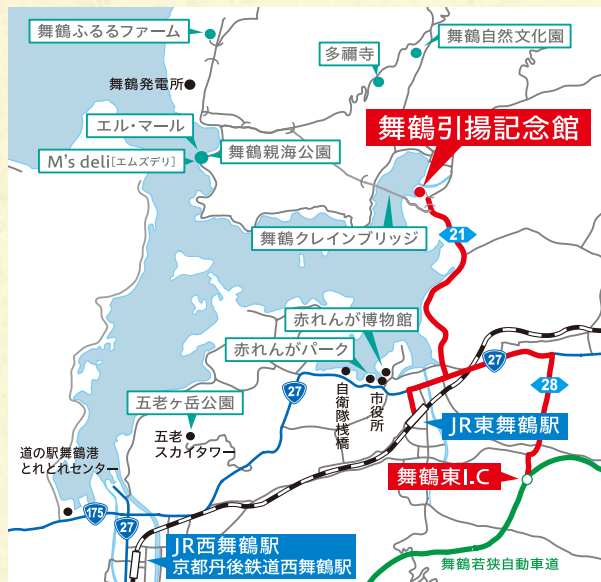 舞鶴ふるるファーム
舞鶴自然文化園
多禰寺
舞鶴発電所
エル・マール
舞鶴引揚記念館
M's deli[エムズデリ]
舞鶴親海公園
舞鶴クレインブリッジ
21
赤れんが博物館
赤れんがパーク
27
27
28
自衛隊桟橋
市役所
五老ヶ岳公園
五老
スカイタワー
JR東舞鶴駅
道の駅舞鶴港
とれとれセンター
舞鶴東I.C
175
27
JR西舞鶴駅
京都丹後鉄道西舞鶴駅
舞鶴若狭自動車道